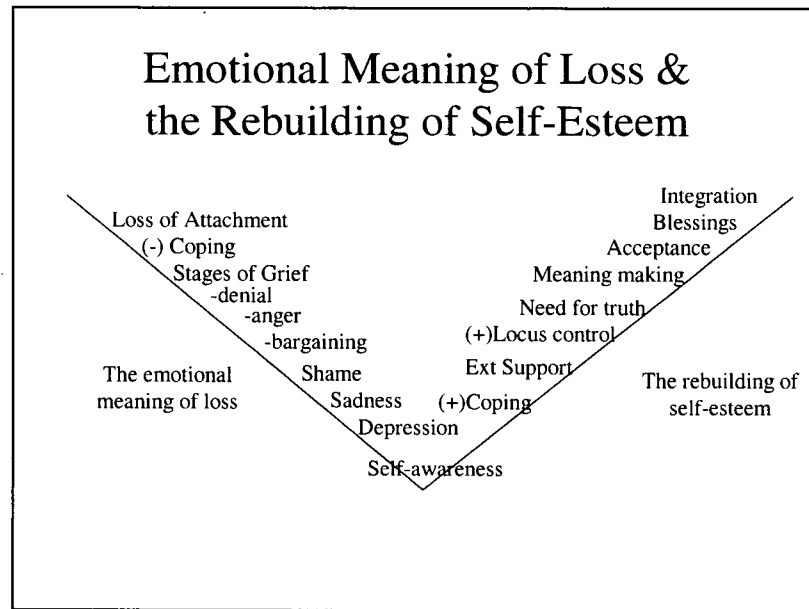 Emotional Meaning of Loss &
the Rebuilding of Self-Esteem
Loss of Attachment
(-) Coping
Stages of Grief
-denial
-anger
-bargaining
Shame
Sadness
Depression
Self-awareness
The emotional
meaning of loss
Integration
Blessings
Acceptance
Meaning making
Need for truth
(+)Locus control
Ext Support
(+)Coping
The rebuilding of
self-esteem